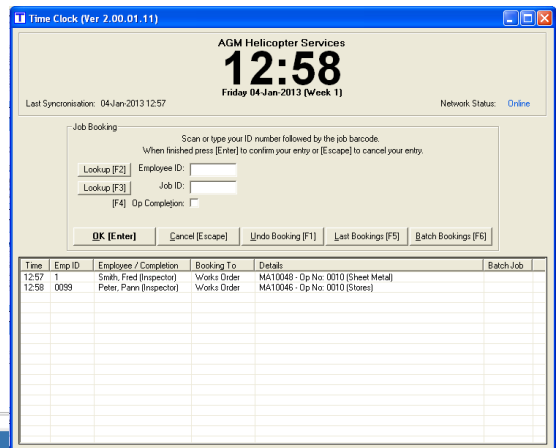 Time Clock (Ver 2.00.01.11)
AGM Helicopter Services
12:58
Friday 04-Jan-2013 (Week 1)
Last Syncronisation: 04-Jan-2013 12:57 Network Status: Online
Job Booking
Scan or type your ID number followed by the job barcode.
When finished press [Enter] to confirm your entry or [Escape] to cancel your entry.
Lookup [F2] Employee ID:
Lookup [F3] Job ID:
[F4] Op Completion:
OK [Enter] Cancel [Escape] Undo Booking [F1] Last Bookings [F5] Batch Bookings [F6]
Time Emp ID Employee / Completion Booking To Details Batch Job
12:57 1 Smith, Fred (Inspector) Works Order MA10048 - Op No: 0010 (Sheet Metal)
12:58 0099 Peter, Pann (Inspector) Works Order MA10046 - Op No: 0010 (Stores)